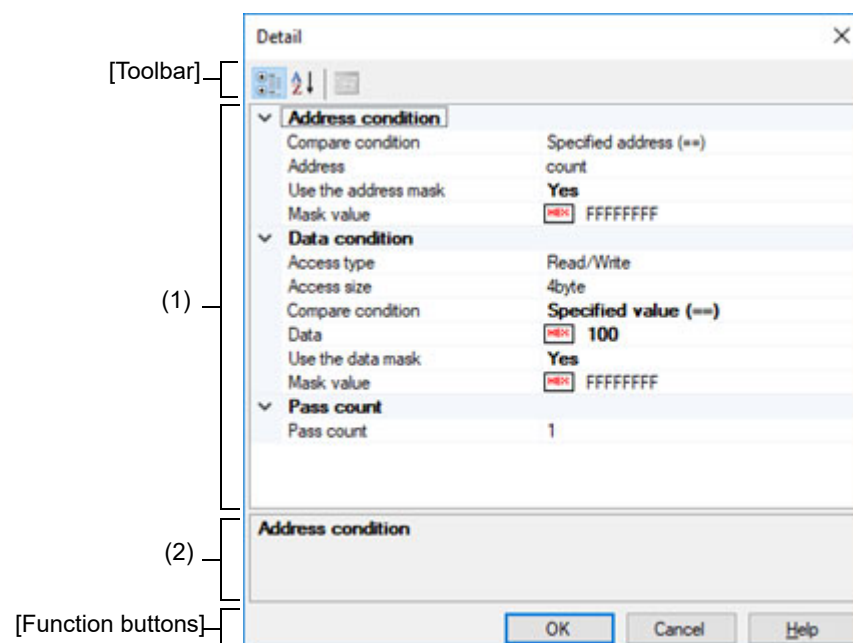 Detail
[Toolbar]
Address condition
Compare condition Specified address (==)
Address count
Use the address mask Yes
Mask value HEX FFFFFFFF
Data condition
Access type Read/Write
(1)
Access size 4byte
Compare condition Specified value (==)
Data HEX 100
Use the data mask Yes
Mask value HEX FFFFFFFF
Pass count
Pass count 1
Address condition
(2)
[Function buttons]
OK Cancel Help